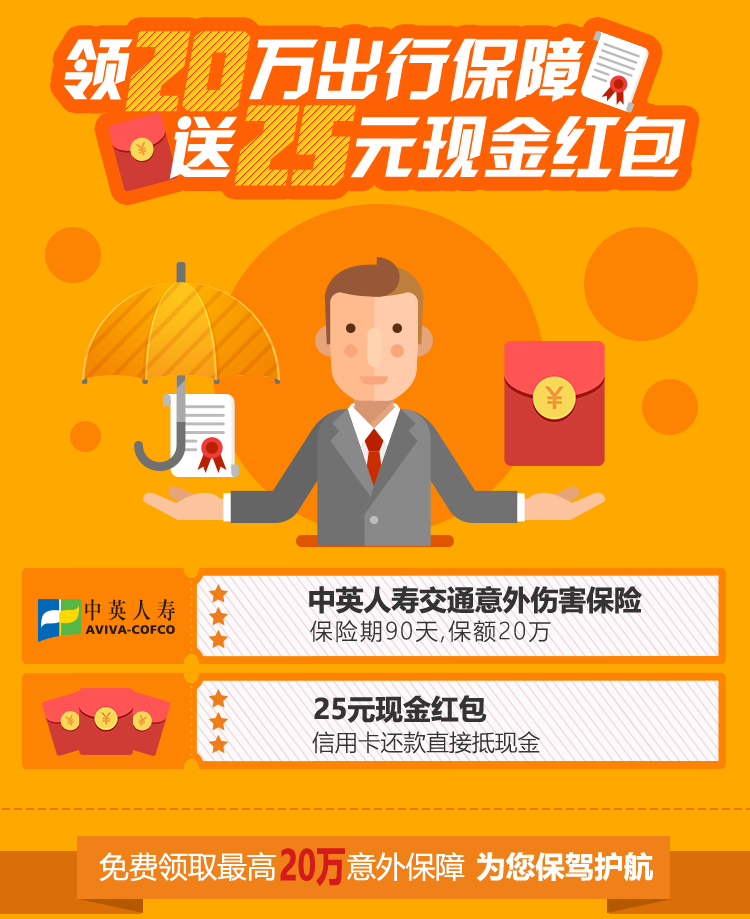 领20万出行保障
送25元现金红包
¥
¥
中英人寿
AVIVA-COFCO
中英人寿交通意外伤害保险
保险期90天,保额20万
¥ ¥ ¥
25元现金红包
信用卡还款直接抵现金
免费领取最高20万意外保障 为您保驾护航